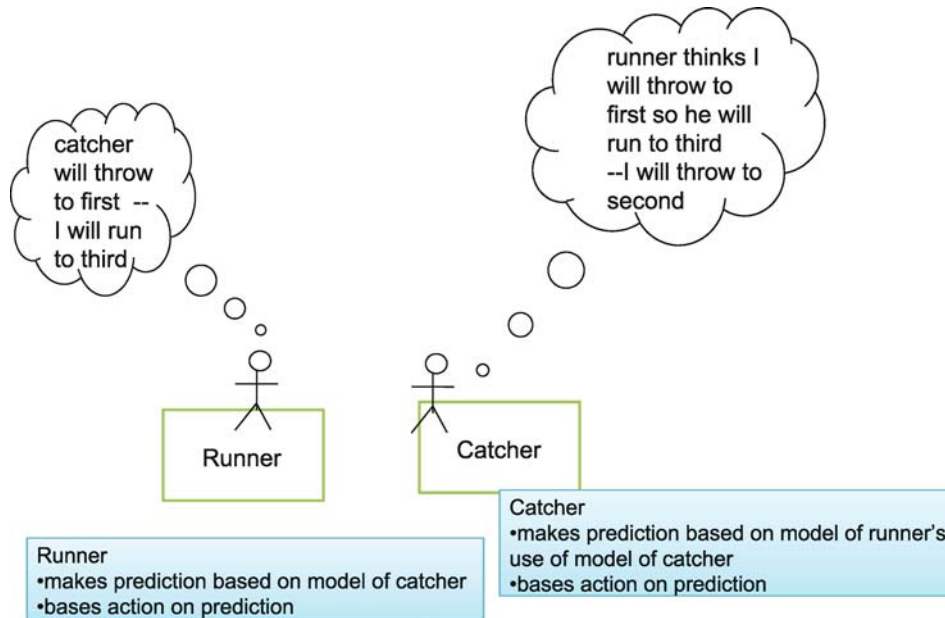 catcher
will throw
to first --
I will run
to third
runner thinks I
will throw to
first so he will
run to third
--I will throw to
second
Runner
Catcher
Runner
•makes prediction based on model of catcher
•bases action on prediction
Catcher
•makes prediction based on model of runner's
use of model of catcher
•bases action on prediction